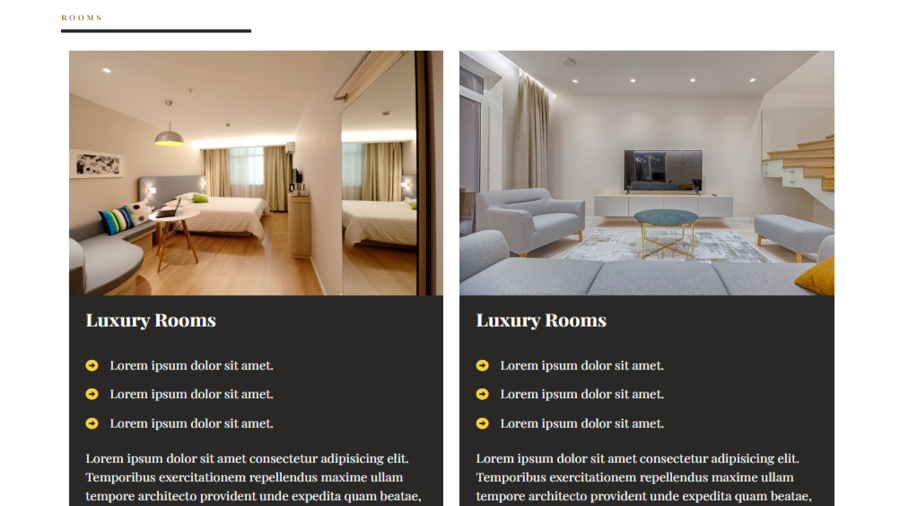 ROOMS
Luxury Rooms
Lorem ipsum dolor sit amet.
Lorem ipsum dolor sit amet.
Lorem ipsum dolor sit amet.
Lorem ipsum dolor sit amet consectetur adipisicing elit.
Temporibus exercitationem repellendus maxime ullam
tempore architecto provident unde expedita quam beatae,
Luxury Rooms
Lorem ipsum dolor sit amet.
Lorem ipsum dolor sit amet.
Lorem ipsum dolor sit amet.
Lorem ipsum dolor sit amet consectetur adipisicing elit.
Temporibus exercitationem repellendus maxime ullam
tempore architecto provident unde expedita quam beatae,